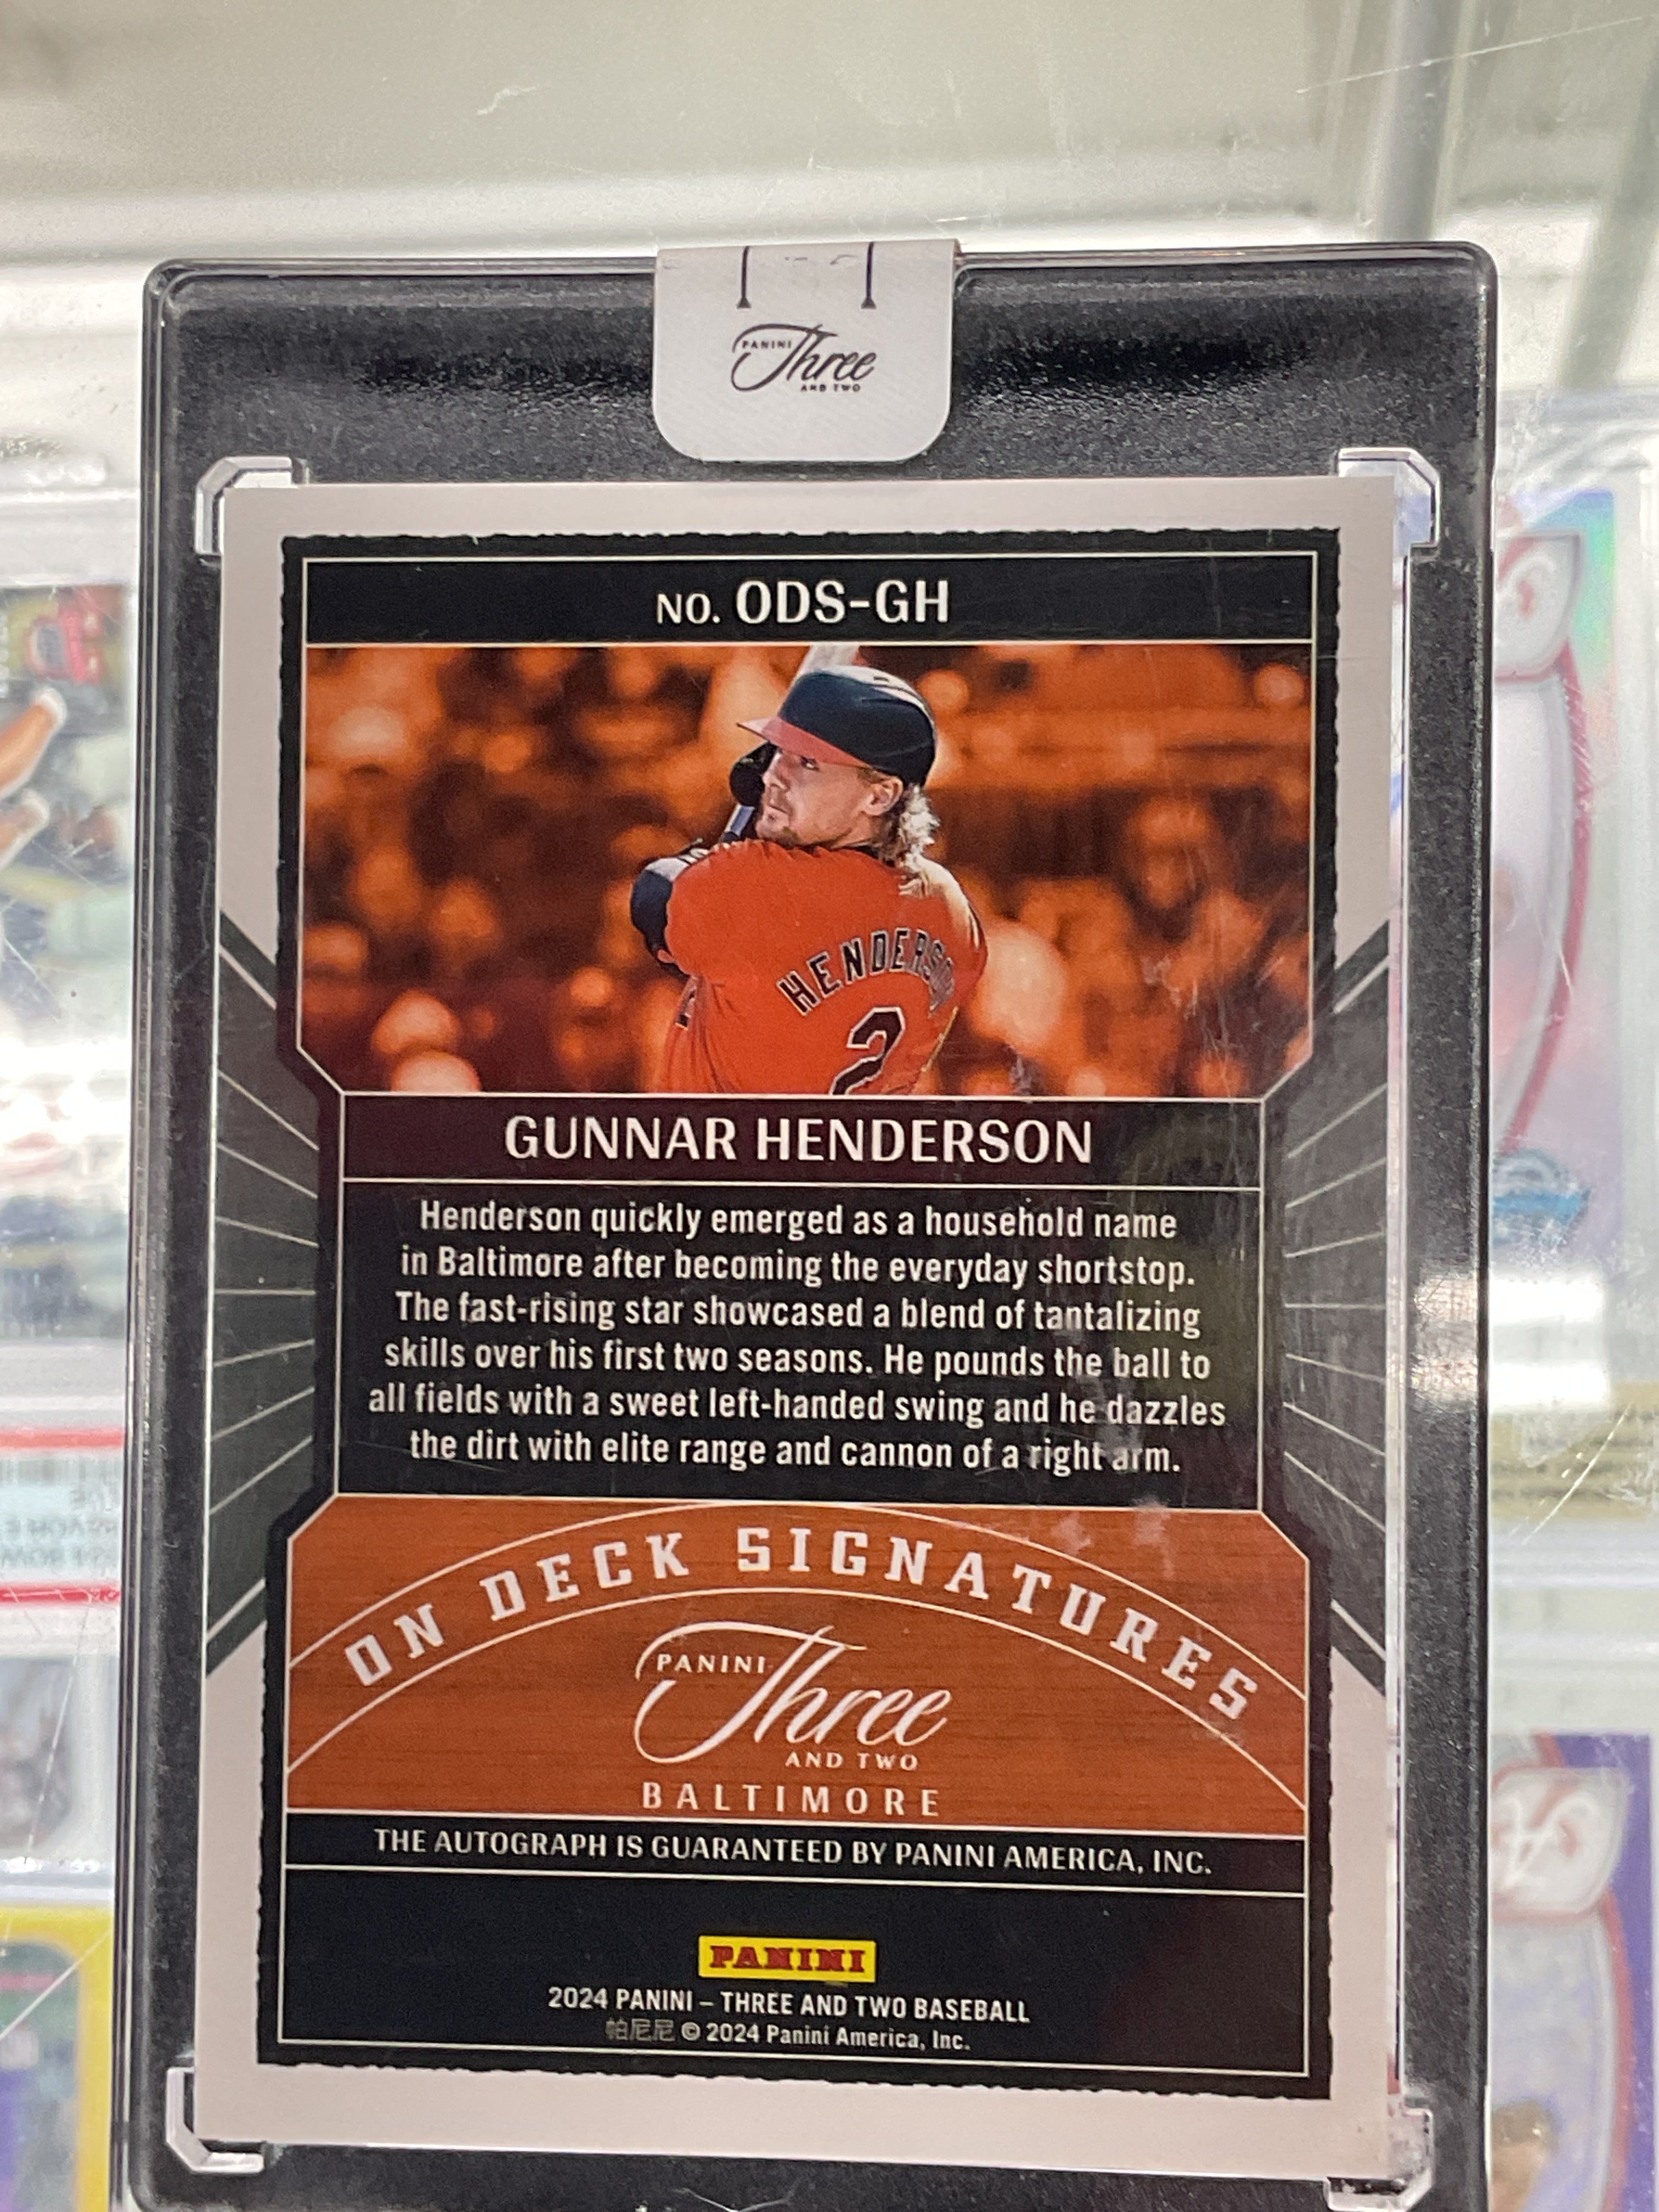 PANINI
Three
AND TWO
NO. ODS-GH
HENDERSON
2
GUNNAR HENDERSON
Henderson quickly emerged as a household name
in Baltimore after becoming the everyday shortstop.
The fast-rising star showcased a blend of tantalizing
skills over his first two seasons. He pounds the ball to
all fields with a sweet left-handed swing and he dazzles
the dirt with elite range and cannon of a right arm.
ON DECK SIGNATURES
PANINI
Three
AND TWO
BALTIMORE
THE AUTOGRAPH IS GUARANTEED BY PANINI AMERICA, INC.
PANINI
2024 PANINI – THREE AND TWO BASEBALL
帕尼尼 © 2024 Panini America, Inc.